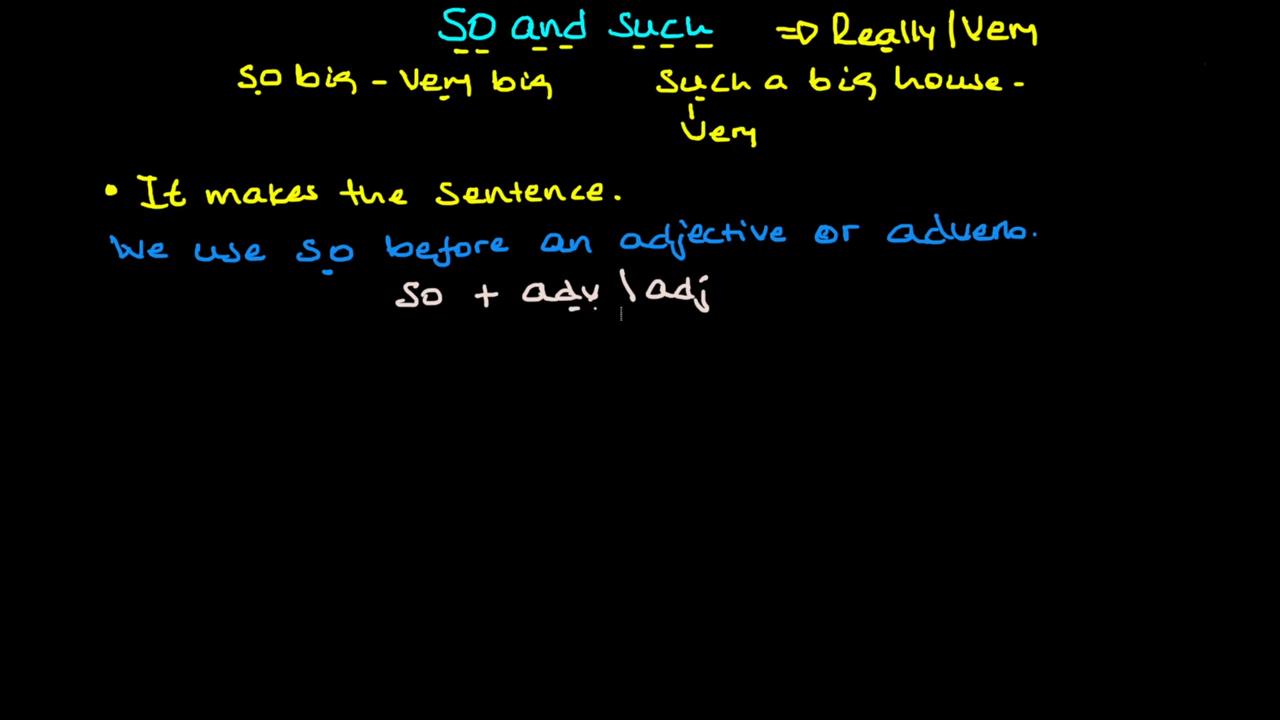 SO and such => Really/Very
so big - very big such a big house -
very
• It makes the sentence.
We use so before an adjective or adverb.
so + adv \ adj